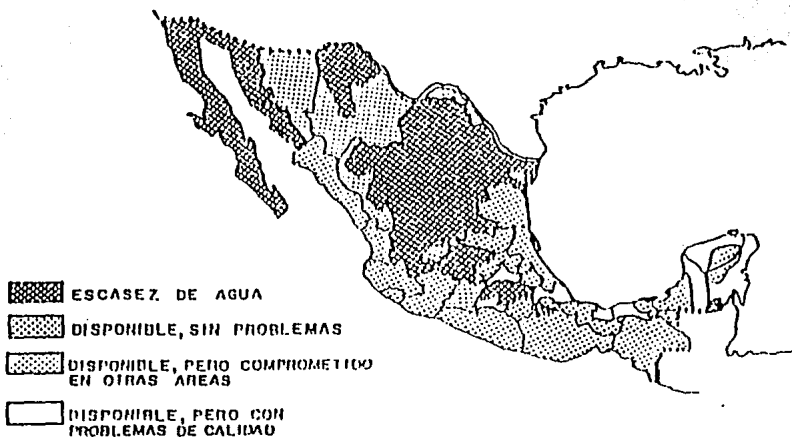 ESCASEZ DE AGUA
DISPONIBLE, SIN PROBLEMAS
DISPONIBLE, PERO COMPROMETIDO
EN OTRAS AREAS
DISPONIBLE, PERO CON
PROBLEMAS DE CALIDAD